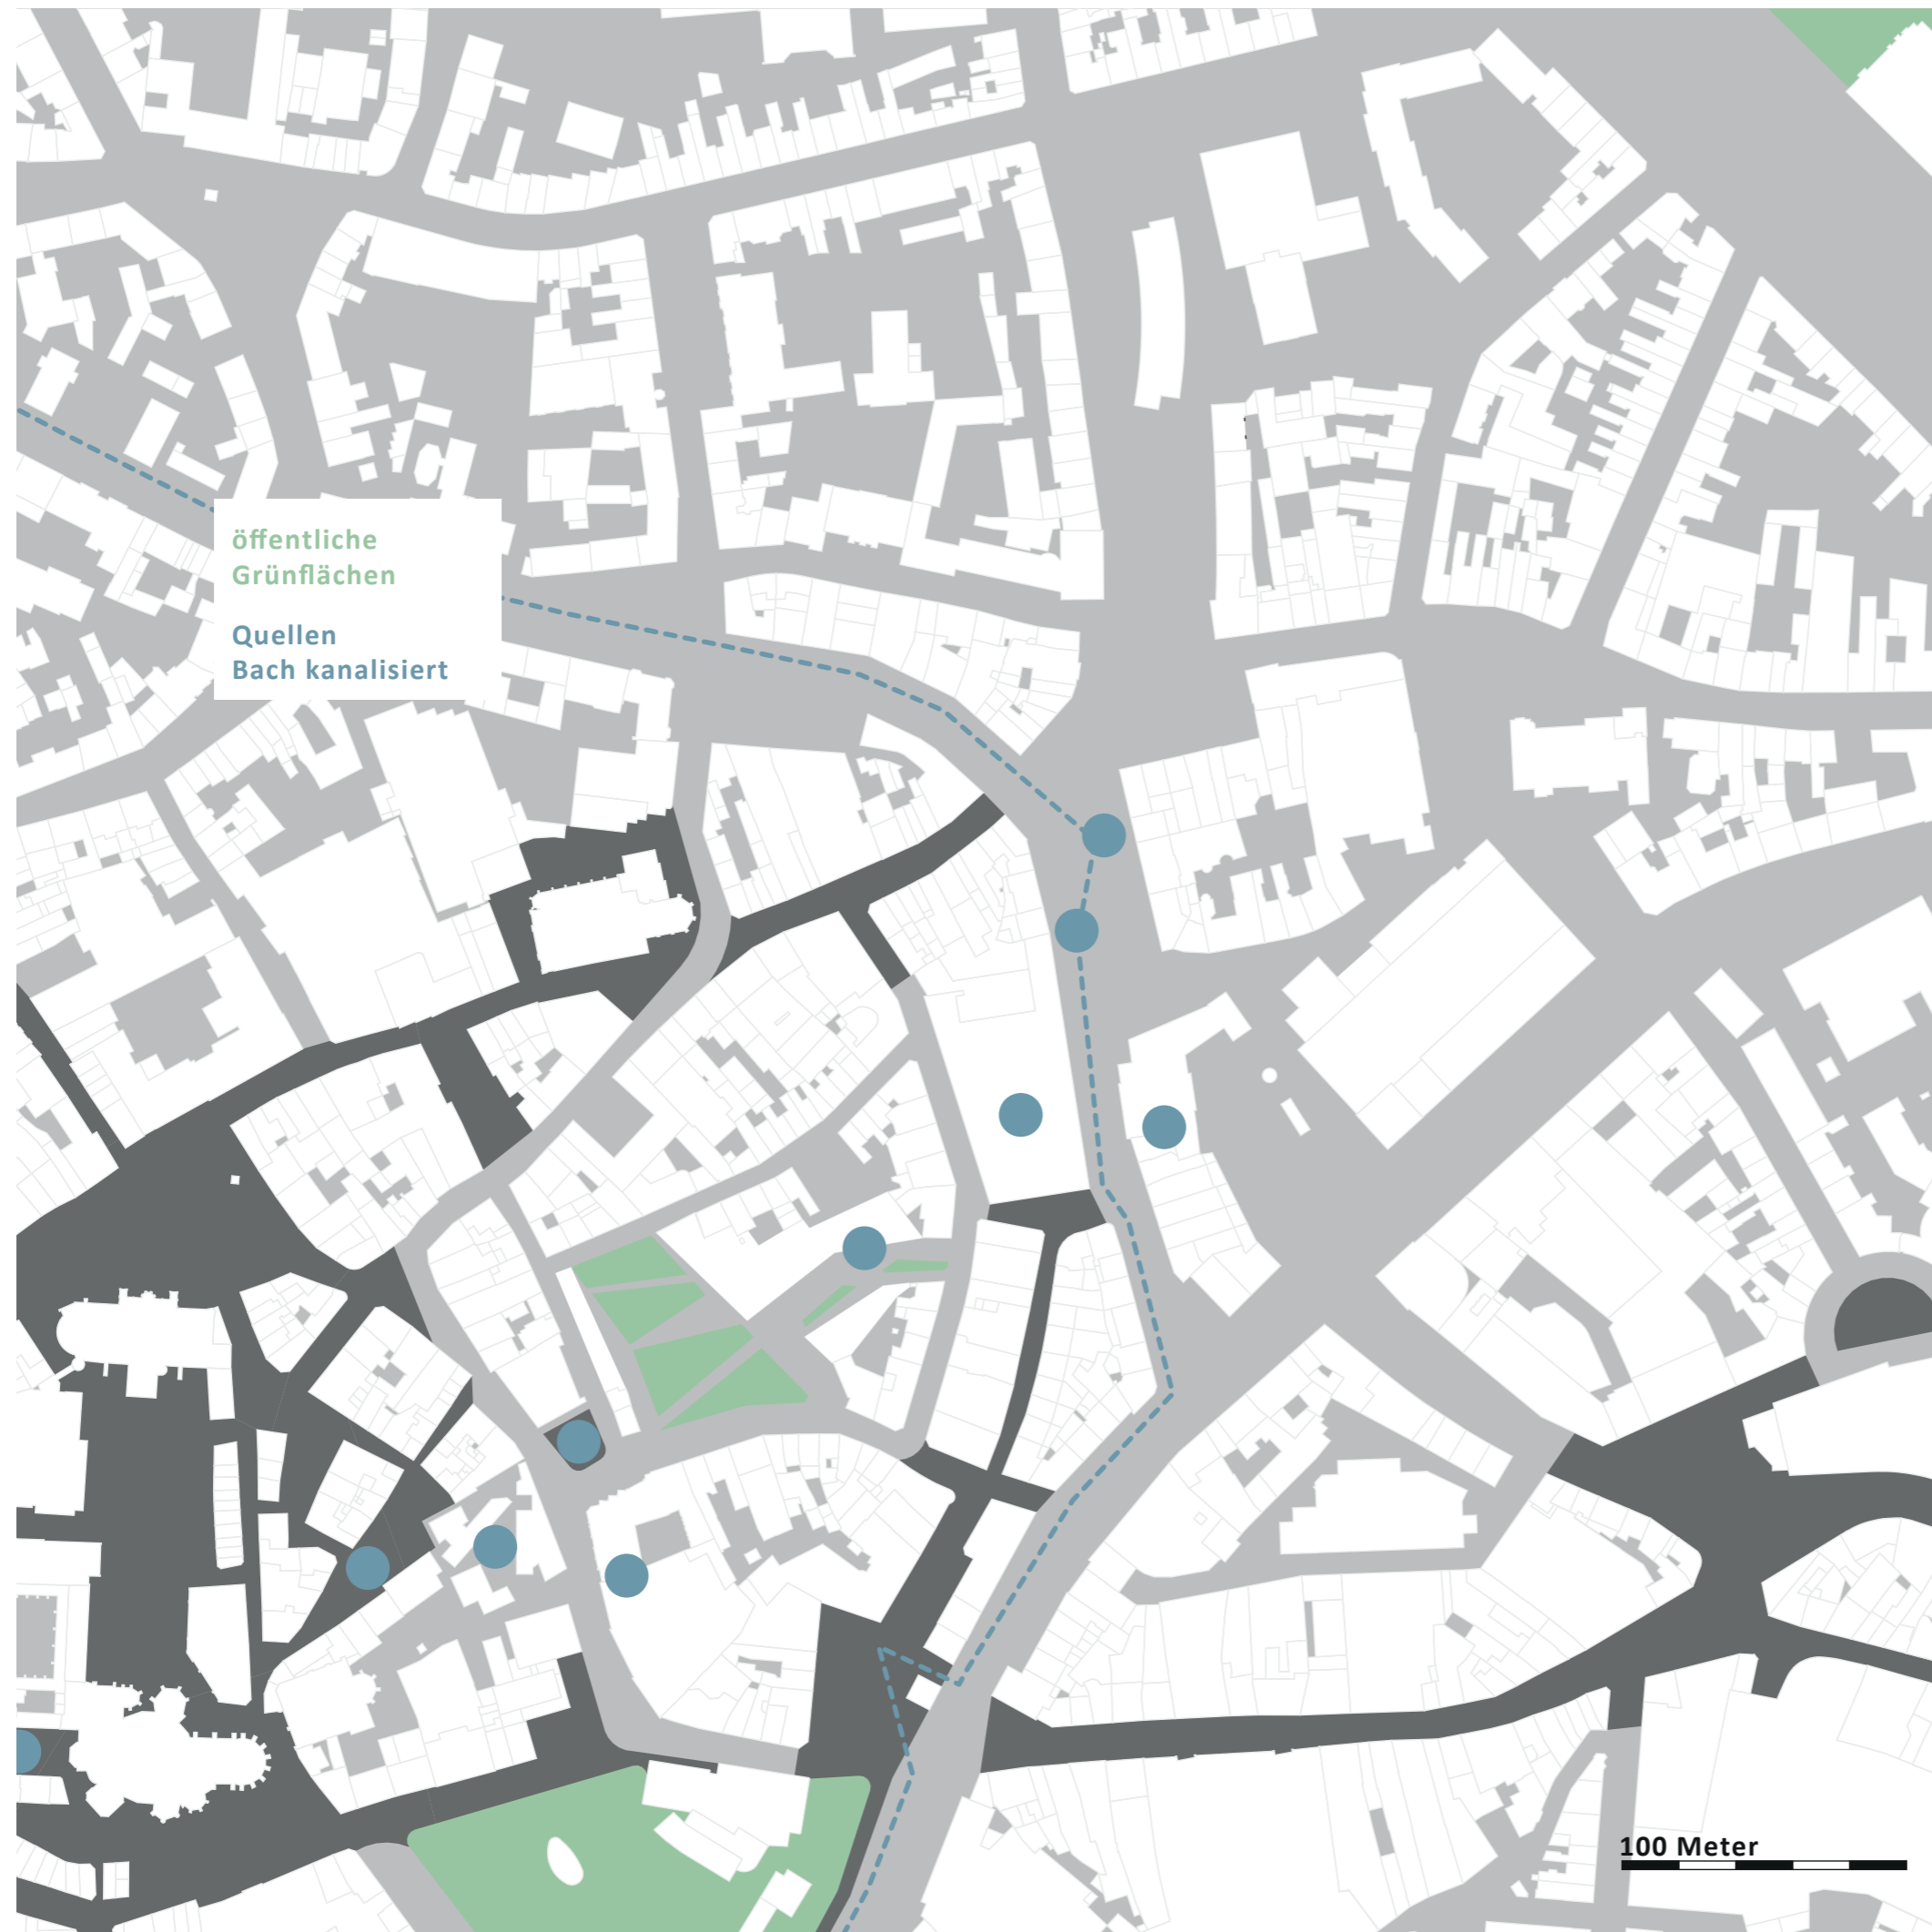 öffentliche
Grünflächen
Quellen
Bach kanalisiert
100 Meter